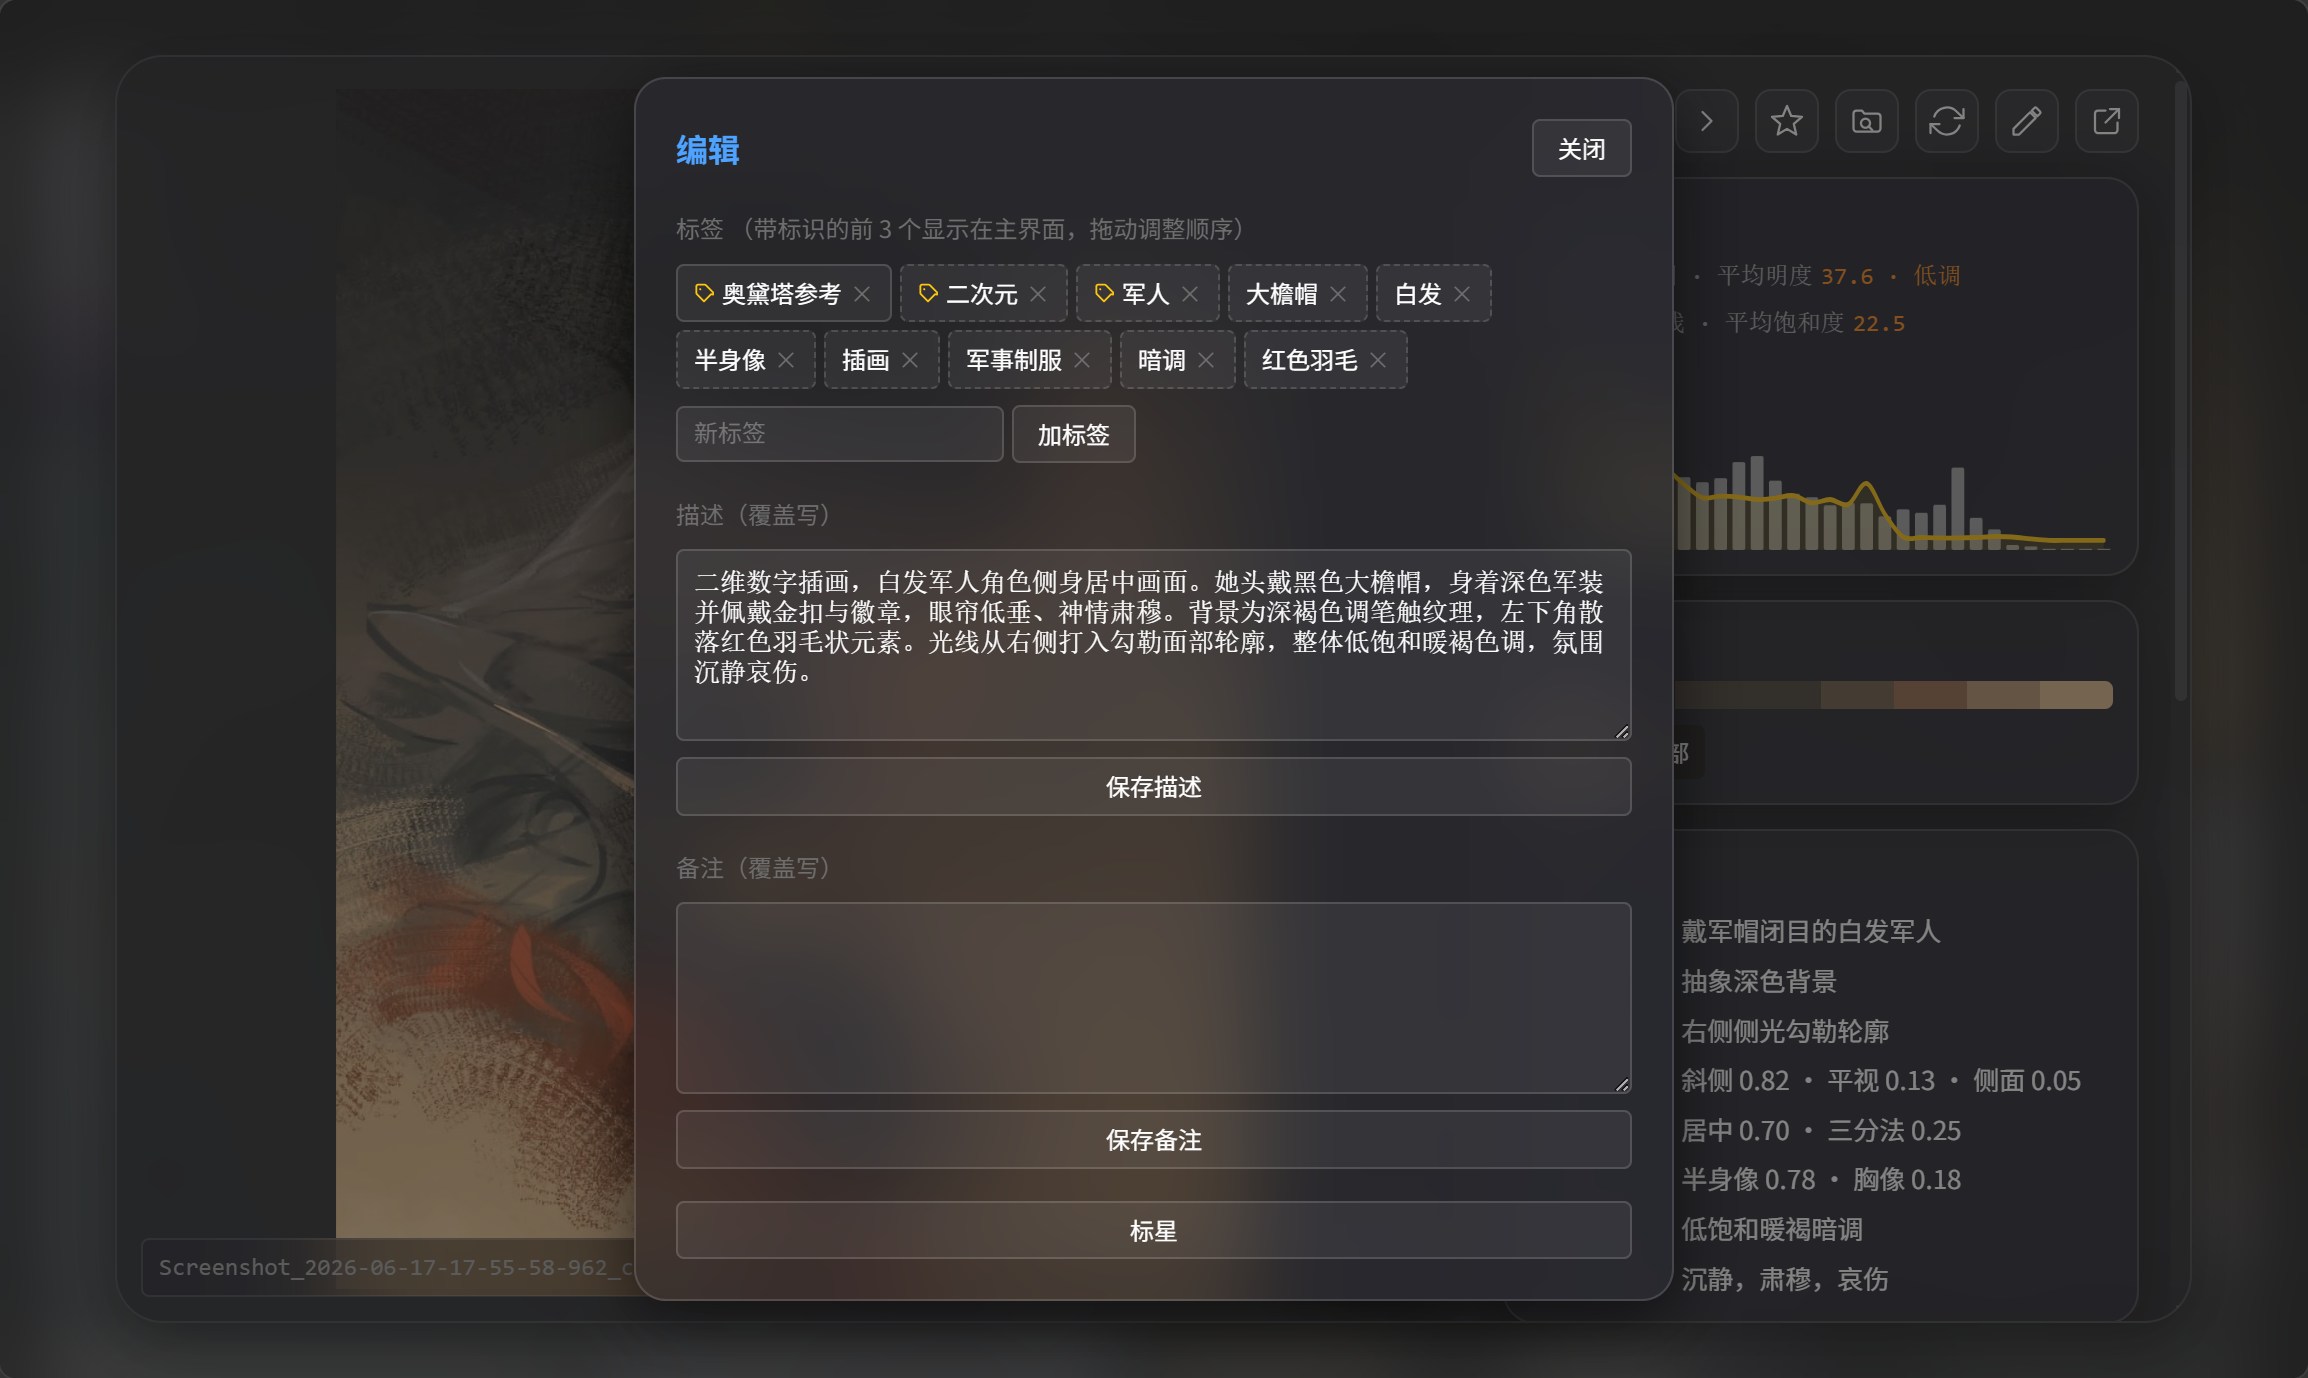 编辑
关闭
标签 （带标识的前 3 个显示在主界面，拖动调整顺序）
奥黛塔参考 二次元 军人 大檐帽 白发
半身像 插画 军事制服 暗调 红色羽毛
新标签 加标签
描述（覆盖写）
二维数字插画，白发军人角色侧身居中画面。她头戴黑色大檐帽，身着深色军装
并佩戴金扣与徽章，眼帘低垂、神情肃穆。背景为深褐色调笔触纹理，左下角散
落红色羽毛状元素。光线从右侧打入勾勒面部轮廓，整体低饱和暖褐色调，氛围
沉静哀伤。
保存描述
备注（覆盖写）
保存备注
标星
Screenshot_2026-06-17-17-55-58-962_c
· 平均明度 37.6 · 低调
· 平均饱和度 22.5
部
戴军帽闭目的白发军人
抽象深色背景
右侧侧光勾勒轮廓
斜侧 0.82 · 平视 0.13 · 侧面 0.05
居中 0.70 · 三分法 0.25
半身像 0.78 · 胸像 0.18
低饱和暖褐暗调
沉静，肃穆，哀伤